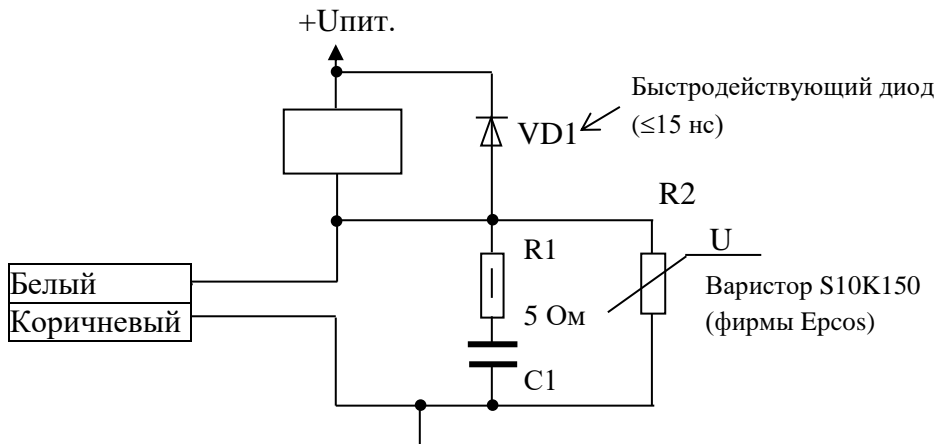 +Uпит.
Быстродействующий диод
(≤15 нс)
VD1
R2
R1
U
Белый
Коричневый
5 Ом
Варистор S10K150
(фирмы Epcos)
C1